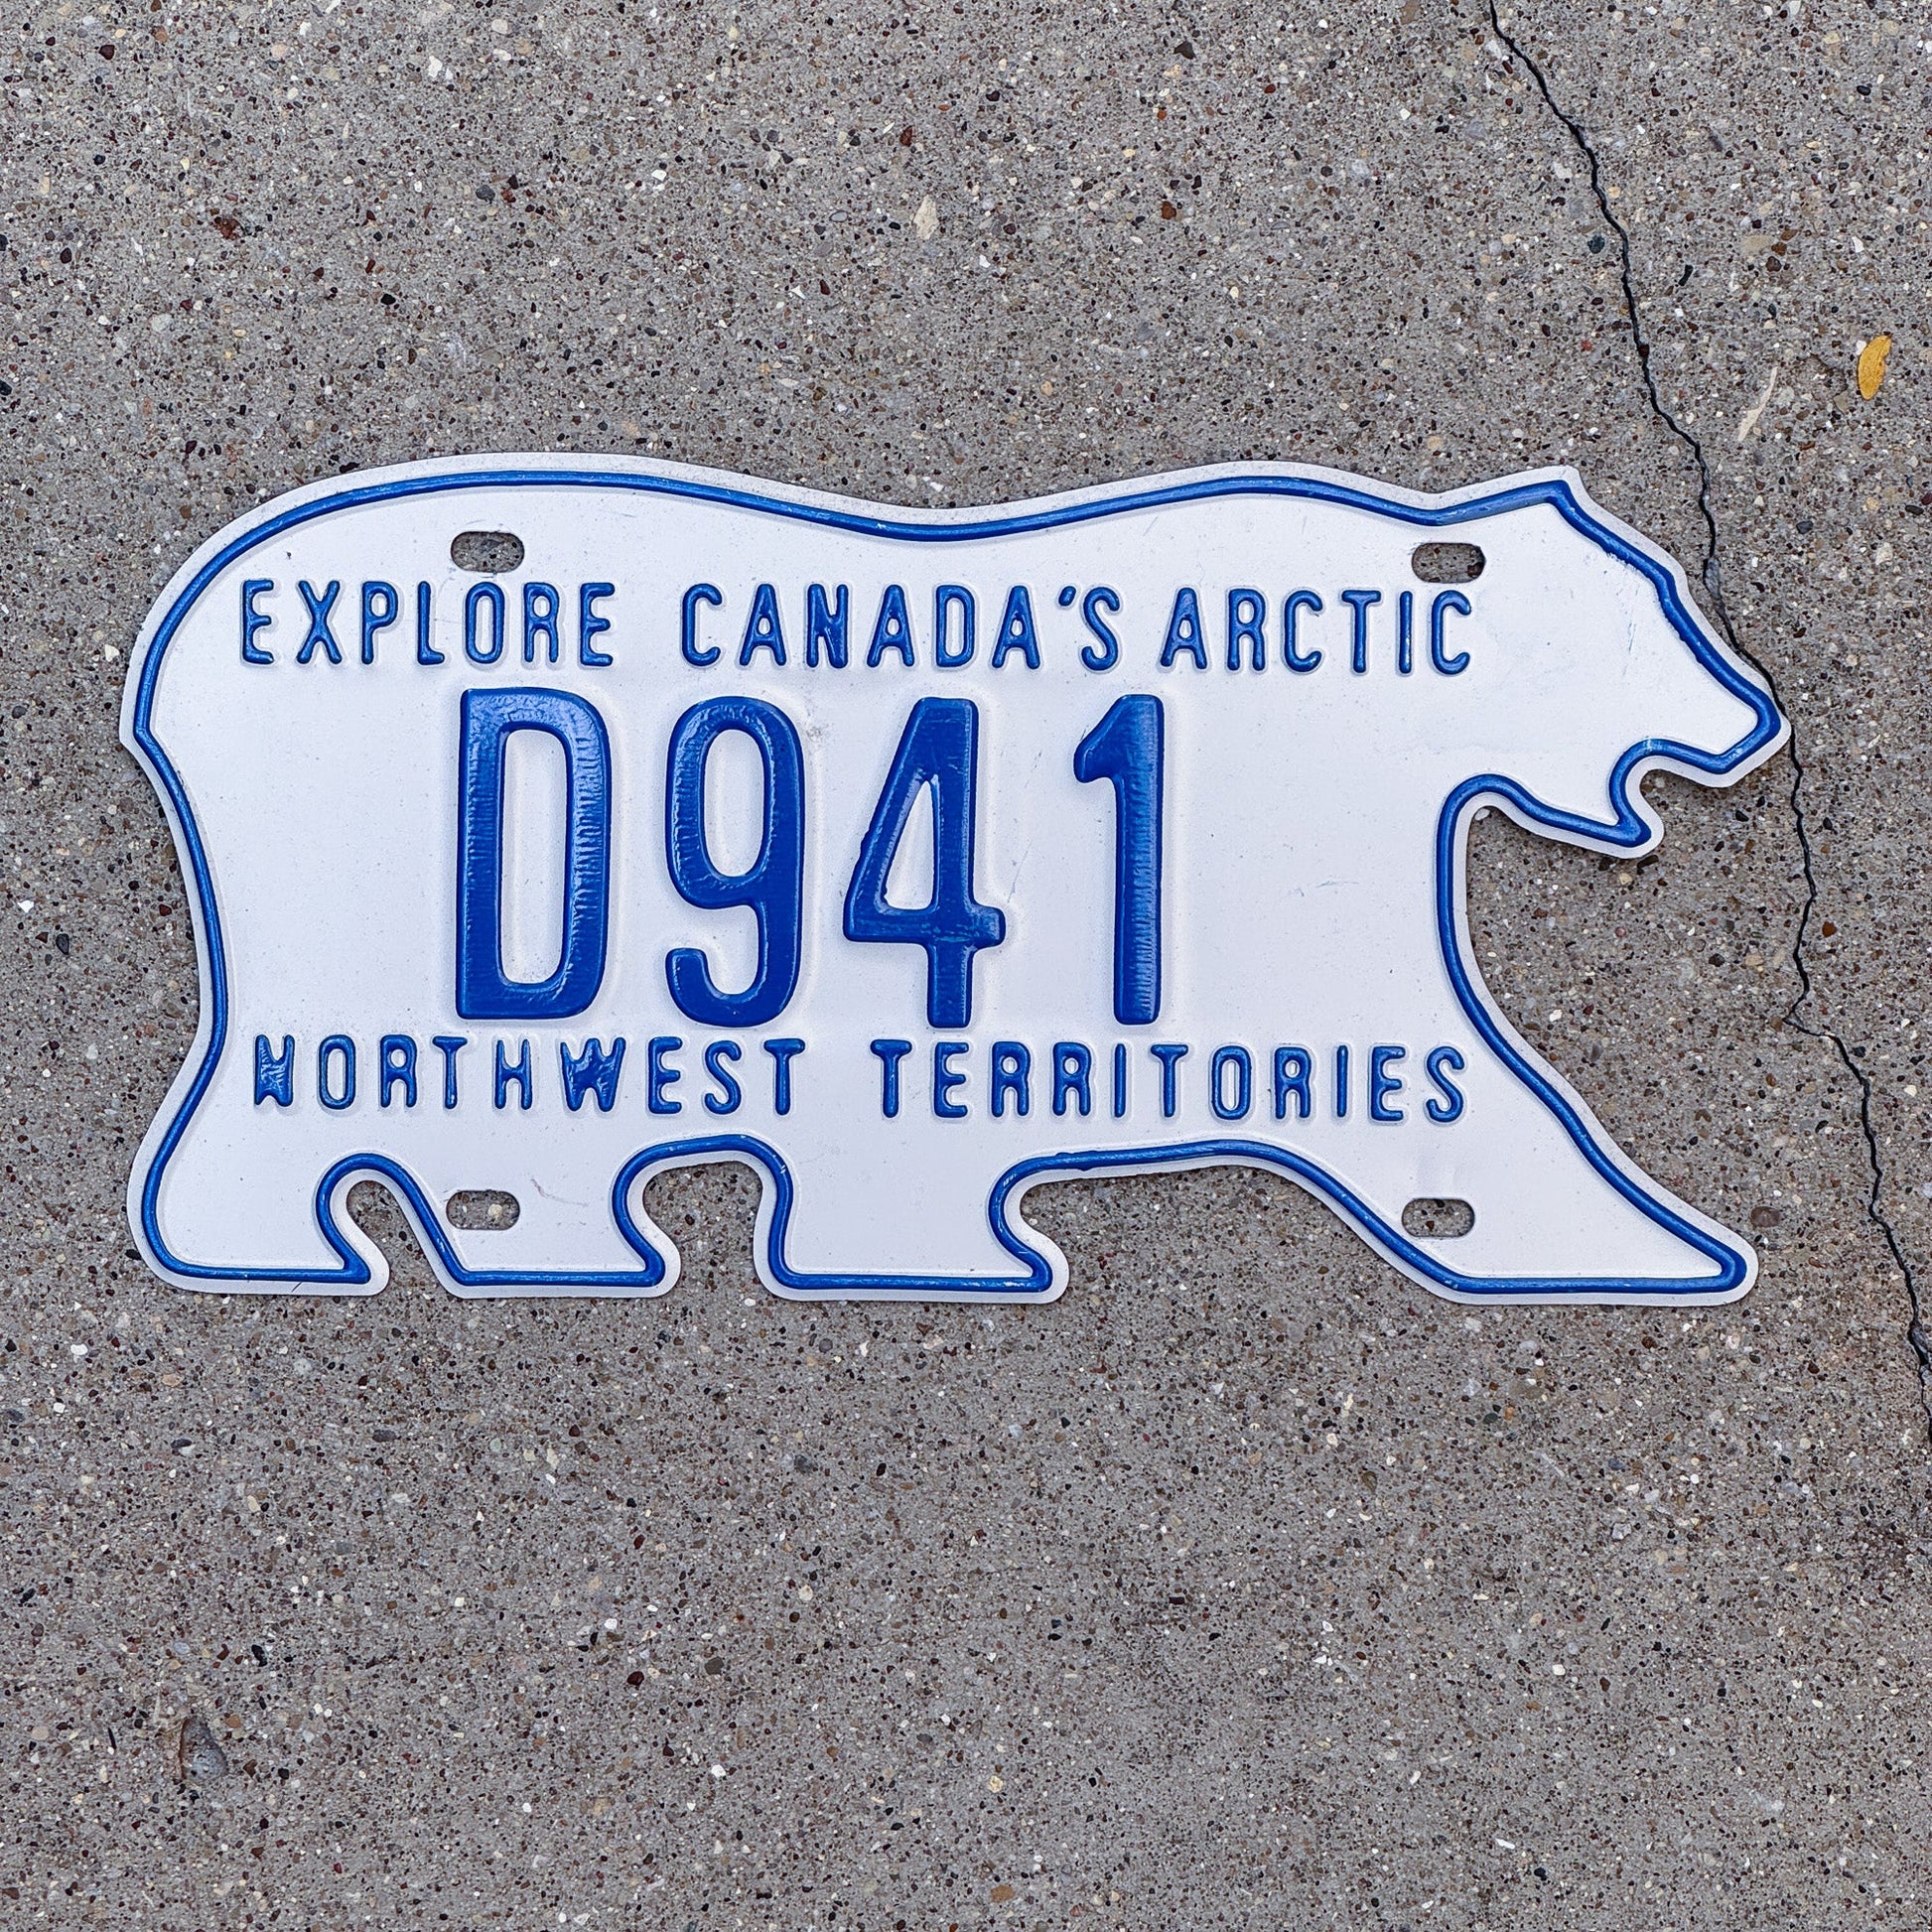 EXPLORE CANADA'S ARCTIC
D941
NORTHWEST TERRITORIES